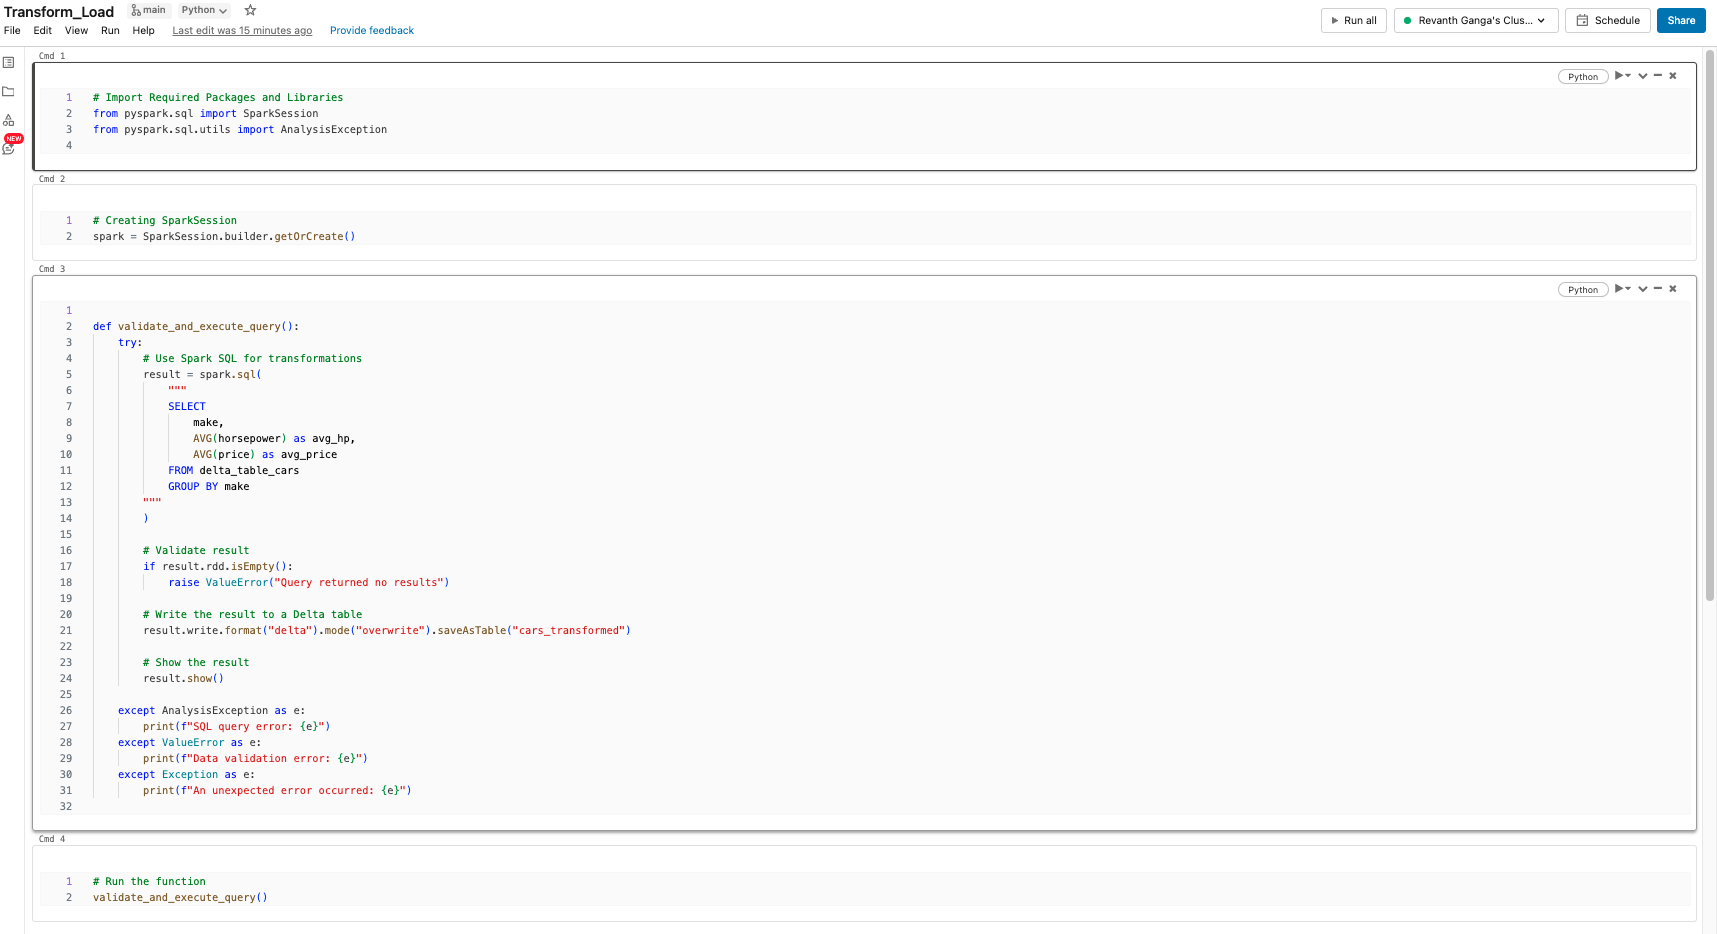 Transform_Load main Python
File Edit View Run Help Last edit was 15 minutes ago Provide feedback
Run all Revanth Ganga's Clus... Schedule Share
NEW
Cmd 1
Python
1 # Import Required Packages and Libraries
2 from pyspark.sql import SparkSession
3 from pyspark.sql.utils import AnalysisException
4
Cmd 2
1 # Creating SparkSession
2 spark = SparkSession.builder.getOrCreate()
Cmd 3
Python
1
2 def validate_and_execute_query():
3     try:
4         # Use Spark SQL for transformations
5         result = spark.sql(
6             """
7             SELECT
8                 make,
9                 AVG(horsepower) as avg_hp,
10                 AVG(price) as avg_price
11             FROM delta_table_cars
12             GROUP BY make
13         """
14         )
15
16         # Validate result
17         if result.rdd.isEmpty():
18             raise ValueError("Query returned no results")
19
20         # Write the result to a Delta table
21         result.write.format("delta").mode("overwrite").saveAsTable("cars_transformed")
22
23         # Show the result
24         result.show()
25
26     except AnalysisException as e:
27         print(f"SQL query error: {e}")
28     except ValueError as e:
29         print(f"Data validation error: {e}")
30     except Exception as e:
31         print(f"An unexpected error occurred: {e}")
32
Cmd 4
1 # Run the function
2 validate_and_execute_query()